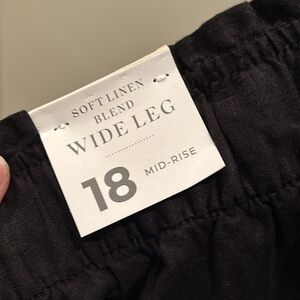 SOFT LINEN
BLEND
WIDE LEG
18 MID-RISE